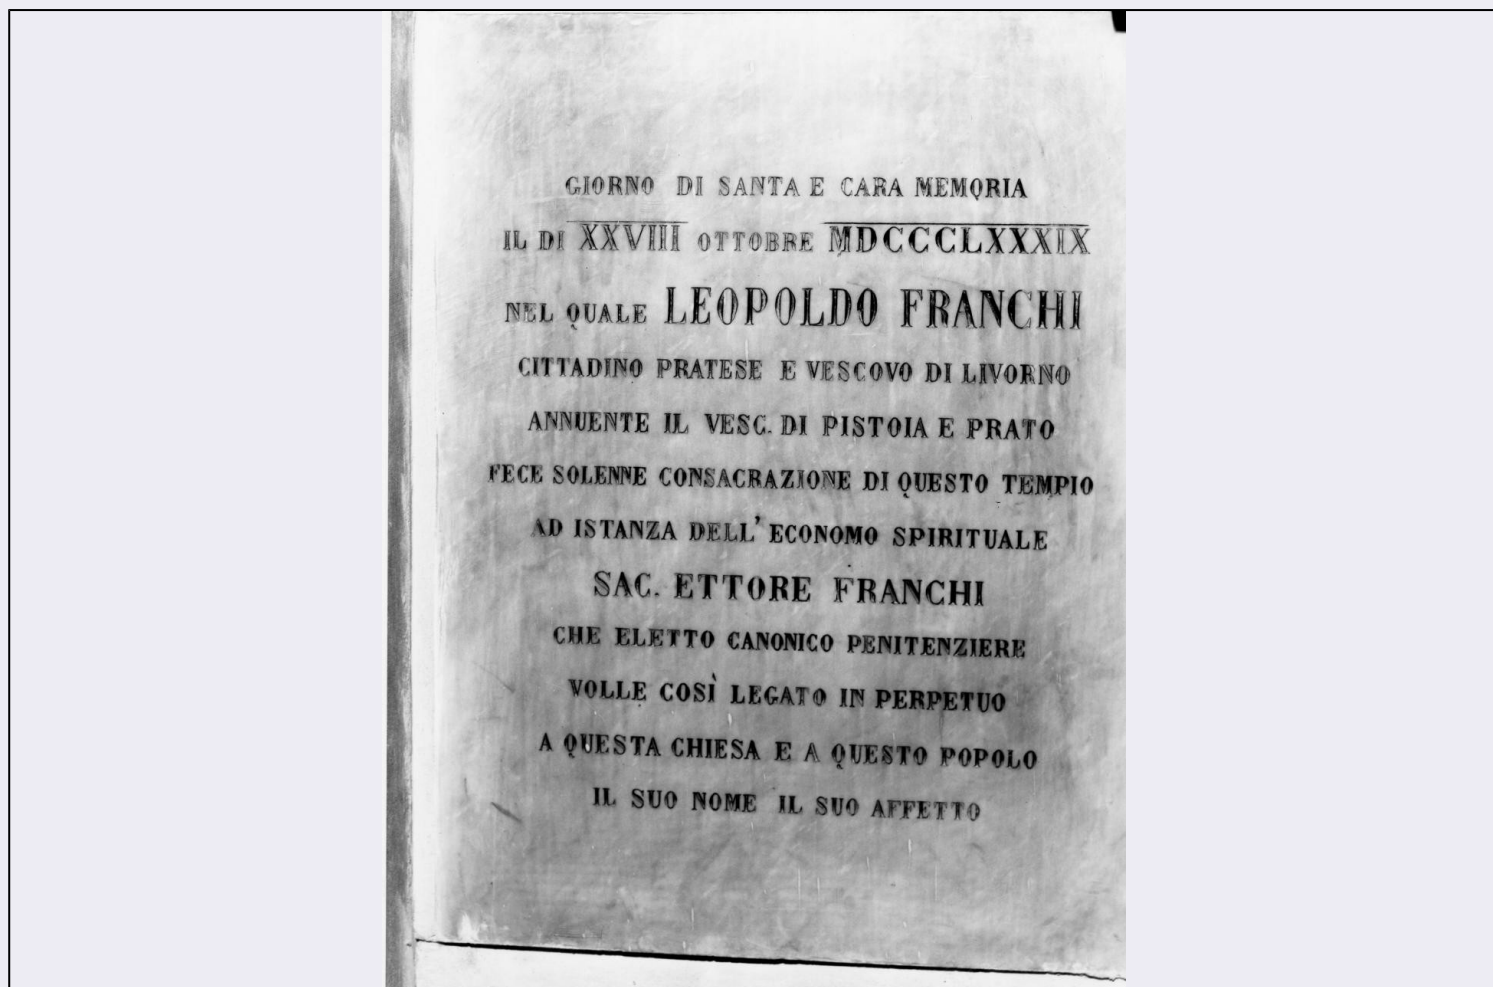 GIORNO DI SANTA E CARA MEMORIA
IL DI XXVIII OTTOBRE MDCCCLXXXIX
NEL QUALE LEOPOLDO FRANCHI
CITTADINO PRATESE E VESCOVO DI LIVORNO
ANNUENTE IL VESC. DI PISTOIA E PRATO
FECE SOLENNE CONSACRAZIONE DI QUESTO TEMPIO
AD ISTANZA DELL'ECONOMO SPIRITUALE
SAC. ETTORE FRANCHI
CHE ELETTO CANONICO PENITENZIERE
VOLLE COSÌ LEGATO IN PERPETUO
A QUESTA CHIESA E A QUESTO POPOLO
IL SUO NOME IL SUO AFFETTO